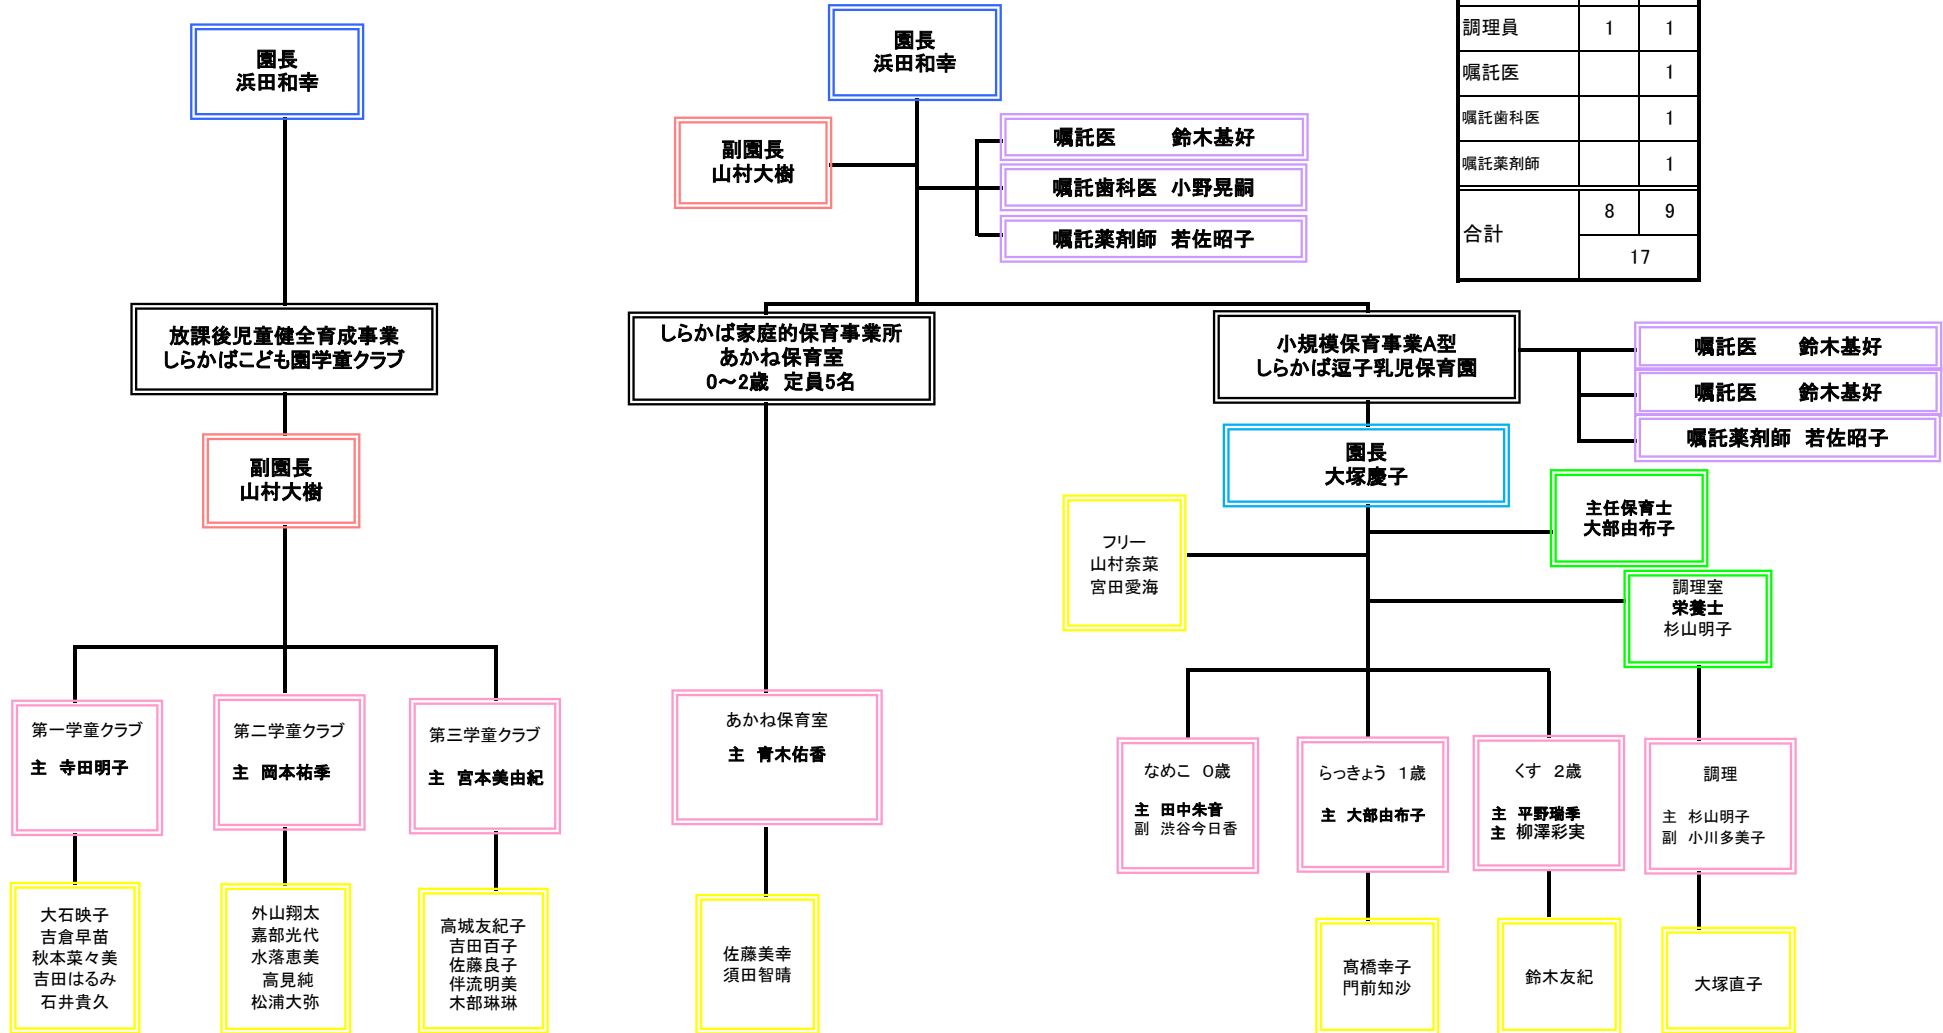 園長
浜田和幸
園長
浜田和幸
副園長
山村大樹
嘱託医 鈴木基好
嘱託歯科医 小野晃嗣
嘱託薬剤師 若佐昭子
調理員 1 1
嘱託医 1
嘱託歯科医 1
嘱託薬剤師 1
合計 8 9
17
放課後児童健全育成事業
しらかばこども園学童クラブ
しらかば家庭的保育事業所
あかね保育室
0～2歳 定員5名
小規模保育事業A型
しらかば逗子乳児保育園
嘱託医 鈴木基好
嘱託医 鈴木基好
嘱託薬剤師 若佐昭子
副園長
山村大樹
園長
大塚慶子
主任保育士
大部由布子
フリー
山村奈菜
宮田愛海
調理室
栄養士
杉山明子
第一学童クラブ
主 寺田明子
第二学童クラブ
主 岡本祐季
第三学童クラブ
主 宮本美由紀
あかね保育室
主 青木佑香
なめこ 0歳
主 田中朱音
副 渋谷今日香
らっきょう 1歳
主 大部由布子
くす 2歳
主 平野瑞季
主 柳澤彩実
調理
主 杉山明子
副 小川多美子
大石映子
吉倉早苗
秋本菜々美
吉田はるみ
石井貴久
外山翔太
嘉部光代
水落恵美
高見純
松浦大弥
高城友紀子
吉田百子
佐藤良子
伴流明美
木部琳琳
佐藤美幸
須田智晴
髙橋幸子
門前知沙
鈴木友紀
大塚直子